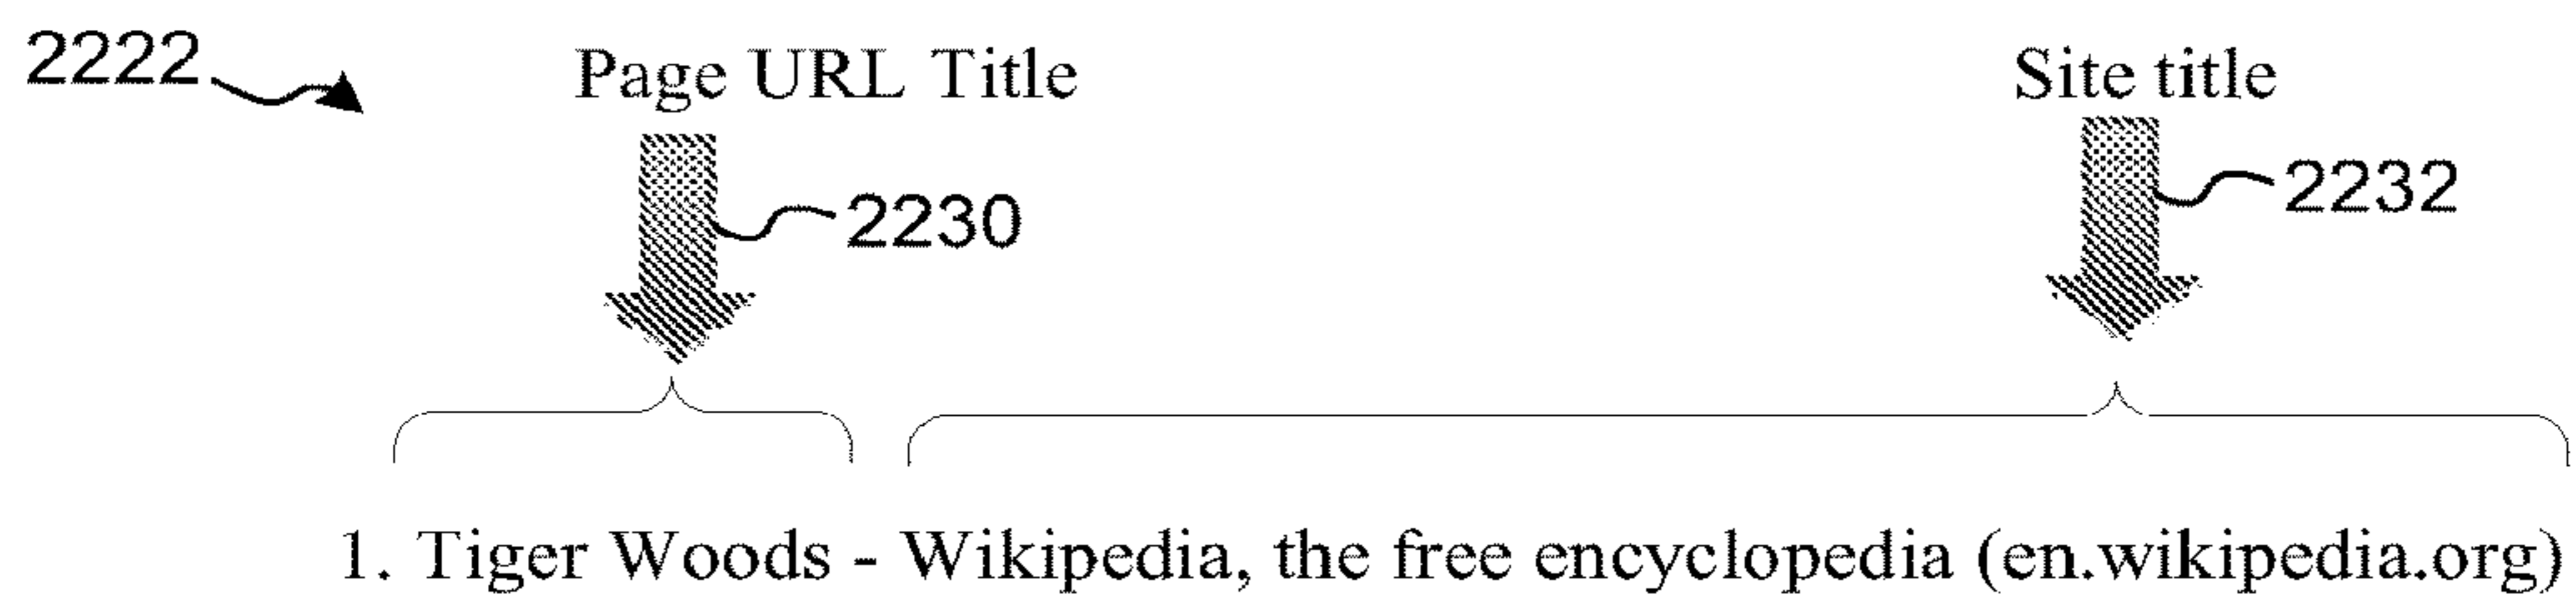 2222 Page URL Title Site title
2230 2232
1. Tiger Woods - Wikipedia, the free encyclopedia (en.wikipedia.org)